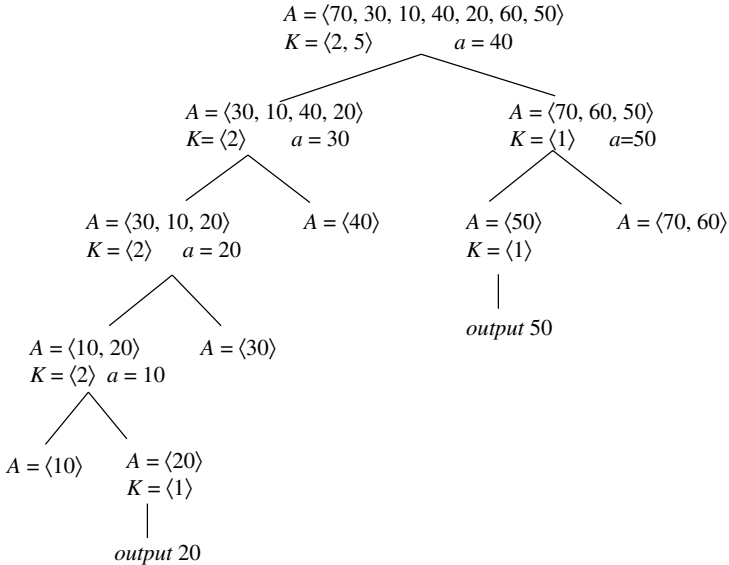 A = ⟨70, 30, 10, 40, 20, 60, 50⟩
K = ⟨2, 5⟩ a = 40
A = ⟨30, 10, 40, 20⟩
K= ⟨2⟩ a = 30
A = ⟨70, 60, 50⟩
K = ⟨1⟩ a=50
A = ⟨30, 10, 20⟩
K = ⟨2⟩ a = 20
A = ⟨40⟩
A = ⟨50⟩
K = ⟨1⟩
A = ⟨70, 60⟩
output 50
A = ⟨10, 20⟩
K = ⟨2⟩ a = 10
A = ⟨30⟩
A = ⟨10⟩
A = ⟨20⟩
K = ⟨1⟩
output 20